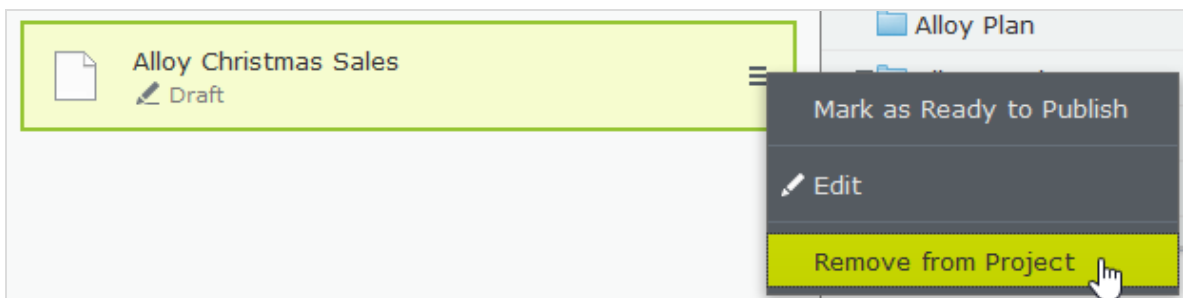 Alloy Plan
Alloy Christmas Sales
Draft
Mark as Ready to Publish
Edit
Remove from Project